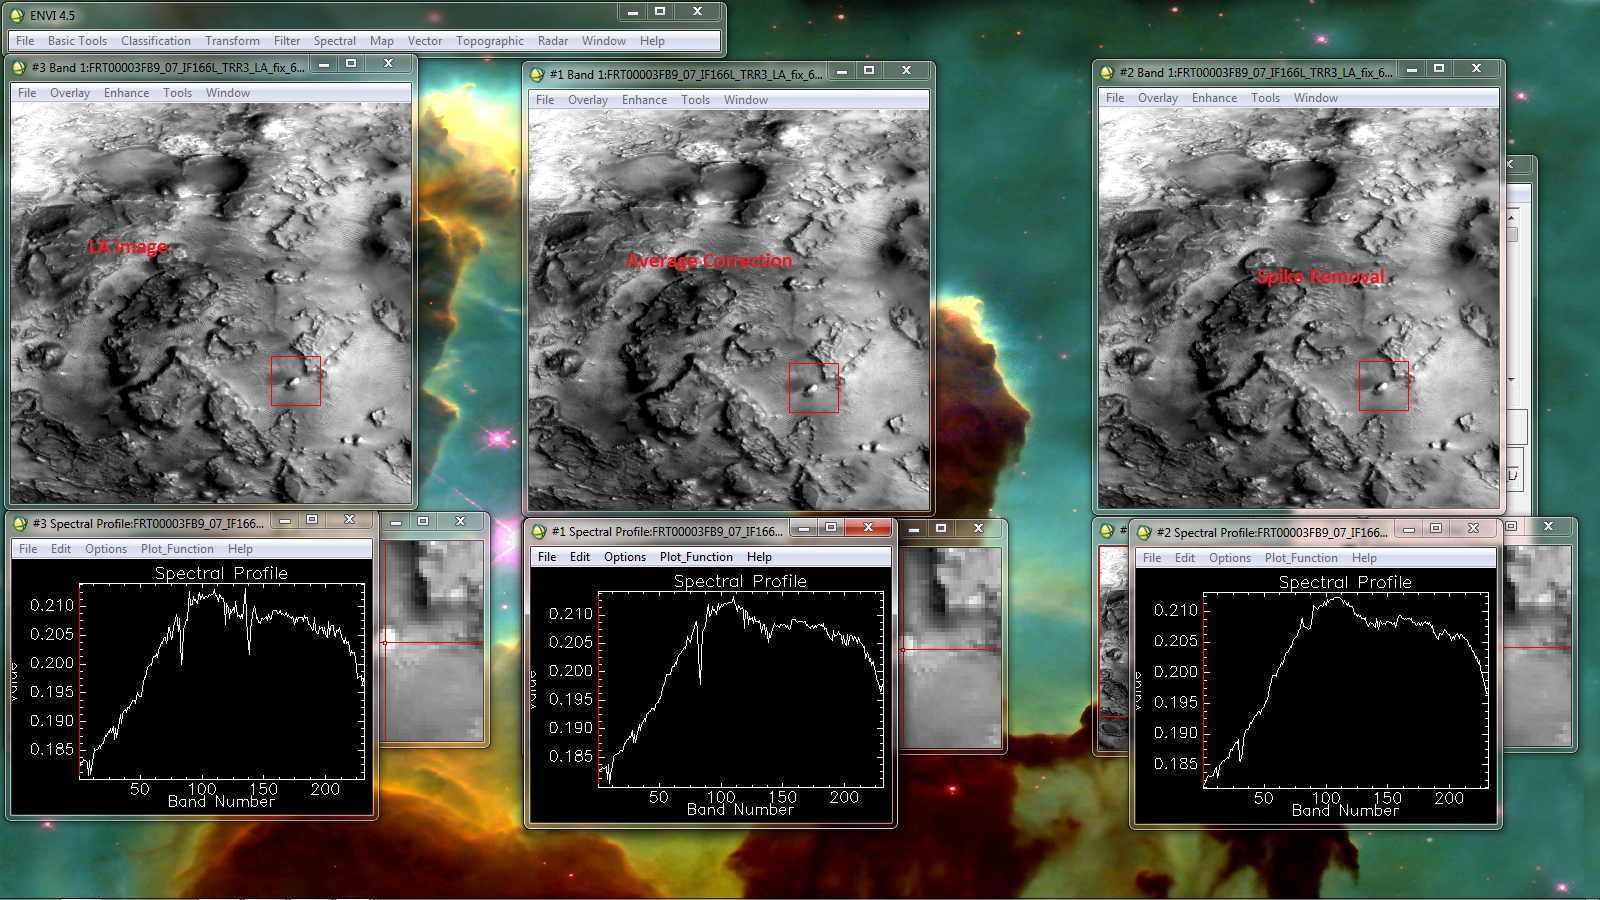 ENVI 4.5
File Basic Tools Classification Transform Filter Spectral Map Vector Topographic Radar Window Help
#3 Band 1:FRT00003FB9_07_IF166L_TRR3_LA_fix_6...
File Overlay Enhance Tools Window
LA image
#1 Band 1:FRT00003FB9_07_IF166L_TRR3_LA_fix_6...
File Overlay Enhance Tools Window
Average Correction
#2 Band 1:FRT00003FB9_07_IF166L_TRR3_LA_fix_6...
File Overlay Enhance Tools Window
Spike Removal
#3 Spectral Profile:FRT00003FB9_07_IF166...
File Edit Options Plot_Function Help
Spectral Profile
0.210
0.205
0.200
0.195
0.190
0.185
50 100 150 200
Band Number
#1 Spectral Profile:FRT00003FB9_07_IF166...
File Edit Options Plot_Function Help
Spectral Profile
0.210
0.205
0.200
0.195
0.190
0.185
50 100 150 200
Band Number
#2 Spectral Profile:FRT00003FB9_07_IF166...
File Edit Options Plot_Function Help
Spectral Profile
0.210
0.205
0.200
0.195
0.190
0.185
50 100 150 200
Band Number